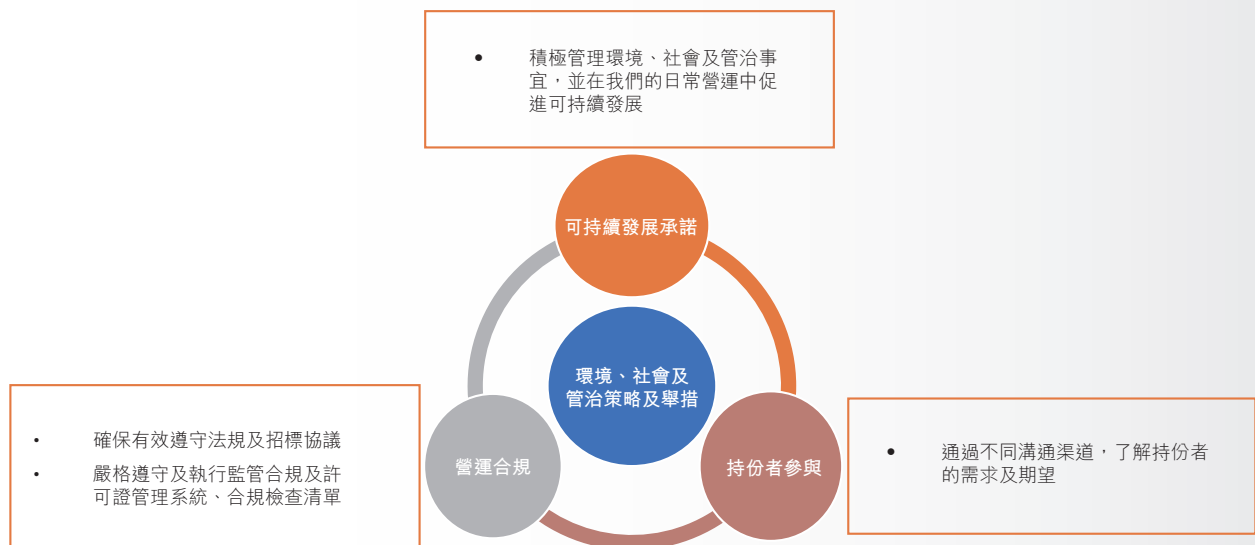 • 積極管理環境、社會及管治事
宜，並在我們的日常營運中促
進可持續發展
可持續發展承諾
環境、社會及
管治策略及舉措
• 確保有效遵守法規及招標協議
• 嚴格遵守及執行監管合規及許
可證管理系統、合規檢查清單
營運合規
持份者參與
• 通過不同溝通渠道，了解持份者
的需求及期望